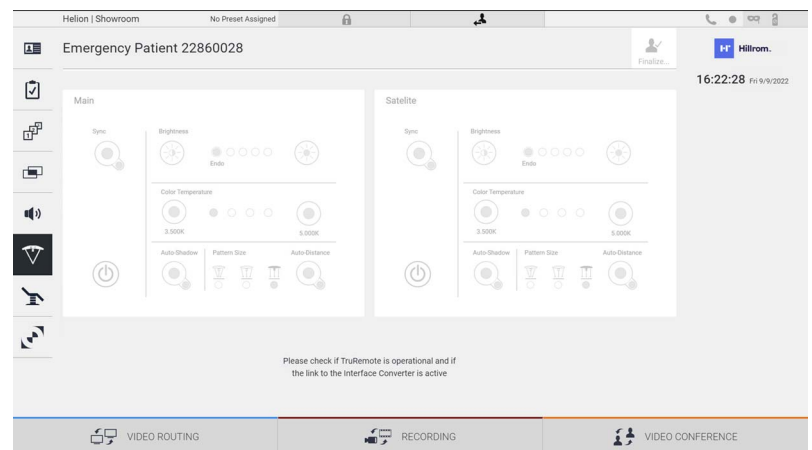 Helion | Showroom
No Preset Assigned
Emergency Patient 22860028
Finalize...
Hillrom.
16:22:28 Fri 9/9/2022
Main
Sync
Brightness
Endo
Color Temperature
3.500K
5.000K
Auto-Shadow
Pattern Size
Auto-Distance
Satelite
Sync
Brightness
Endo
Color Temperature
3.500K
5.000K
Auto-Shadow
Pattern Size
Auto-Distance
Please check if TruRemote is operational and if
the link to the Interface Converter is active
VIDEO ROUTING
RECORDING
VIDEO CONFERENCE